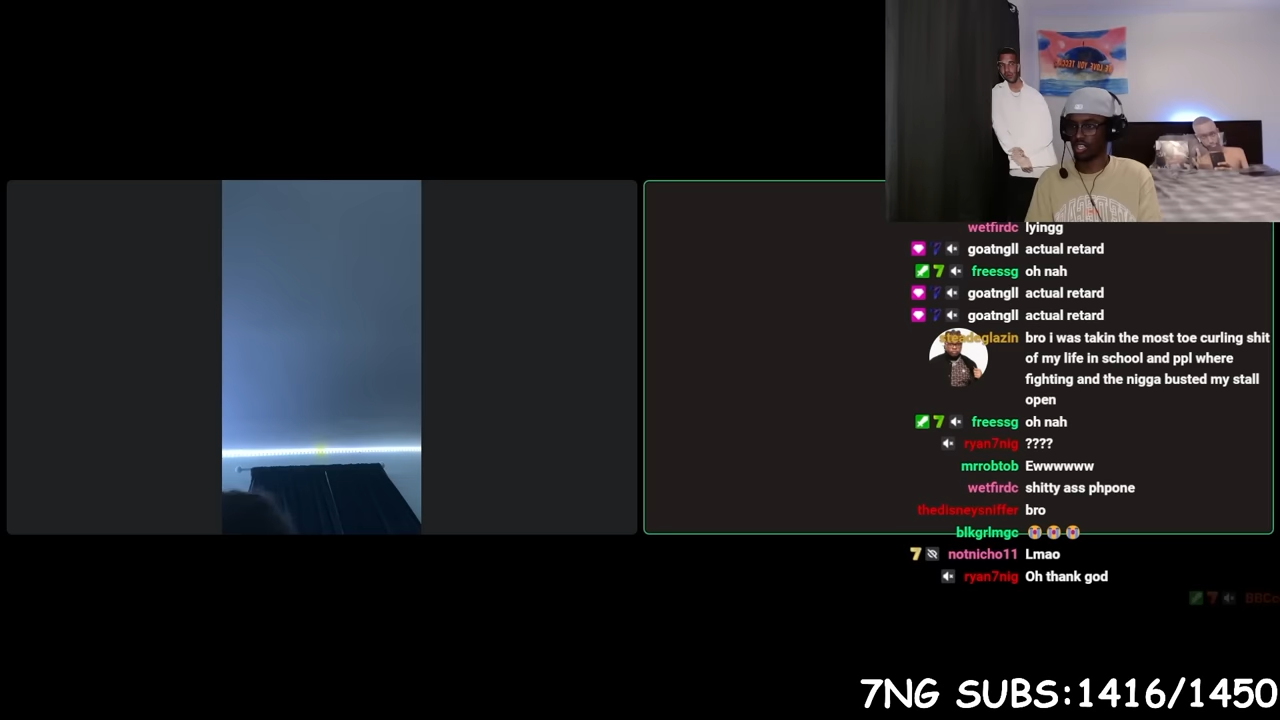 wetfirdc lyingg
goatngll actual retard
freessg oh nah
goatngll actual retard
goatngll actual retard
steadeglazin bro i was takin the most toe curling shit
of my life in school and ppl where
fighting and the nigga busted my stall
open
freessg oh nah
ryan7nig ????
mrrobtob Ewwwwww
wetfirdc shitty ass phpone
thedisneysniffer bro
blkgrlmgc 😭 😭 😭
7 notnicho11 Lmao
ryan7nig Oh thank god
7NG SUBS:1416/1450